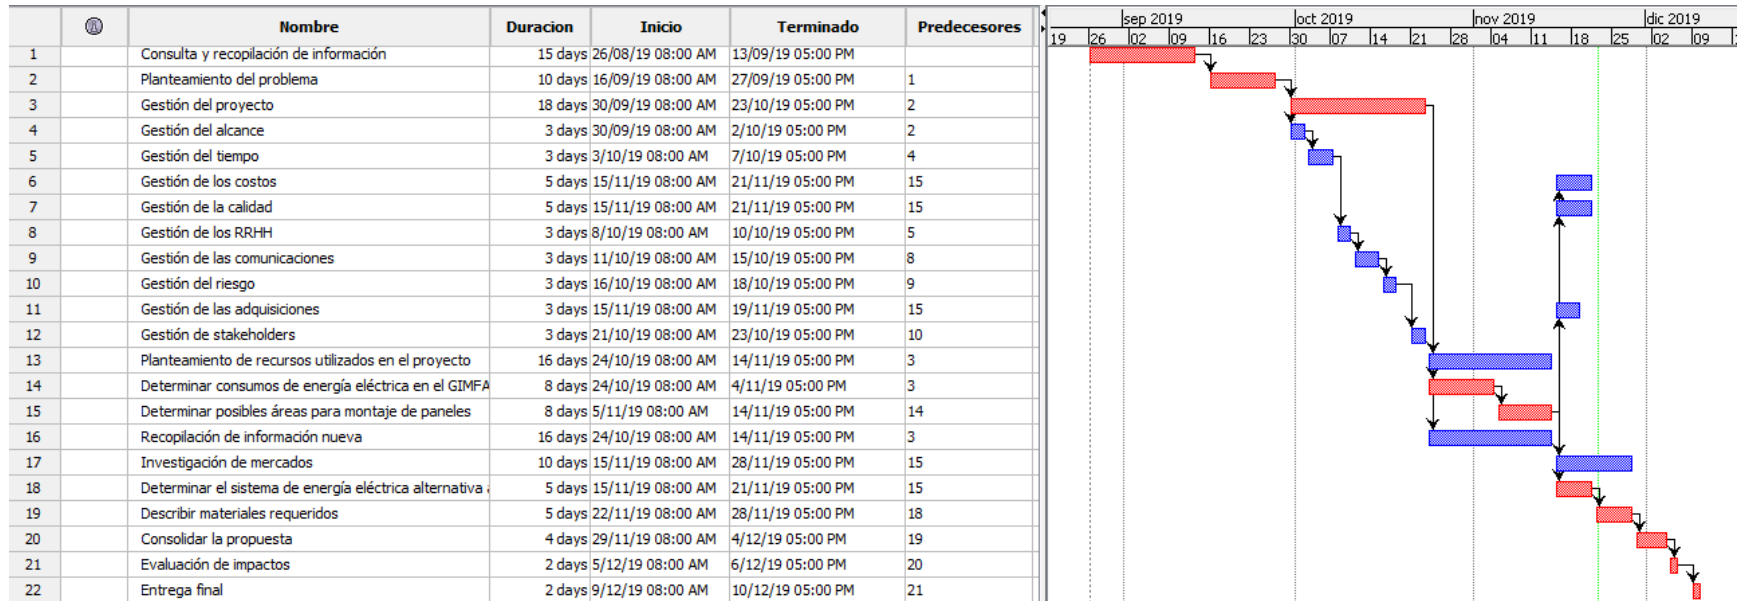 Nombre Duracion Inicio Terminado Predecesores
sep 2019 oct 2019 nov 2019 dic 2019
19 26 02 09 16 23 30 07 14 21 28 04 11 18 25 02 09
1 Consulta y recopilación de información 15 days 26/08/19 08:00 AM 13/09/19 05:00 PM
2 Planteamiento del problema 10 days 16/09/19 08:00 AM 27/09/19 05:00 PM 1
3 Gestión del proyecto 18 days 30/09/19 08:00 AM 23/10/19 05:00 PM 2
4 Gestión del alcance 3 days 30/09/19 08:00 AM 2/10/19 05:00 PM 2
5 Gestión del tiempo 3 days 3/10/19 08:00 AM 7/10/19 05:00 PM 4
6 Gestión de los costos 5 days 15/11/19 08:00 AM 21/11/19 05:00 PM 15
7 Gestión de la calidad 5 days 15/11/19 08:00 AM 21/11/19 05:00 PM 15
8 Gestión de los RRHH 3 days 8/10/19 08:00 AM 10/10/19 05:00 PM 5
9 Gestión de las comunicaciones 3 days 11/10/19 08:00 AM 15/10/19 05:00 PM 8
10 Gestión del riesgo 3 days 16/10/19 08:00 AM 18/10/19 05:00 PM 9
11 Gestión de las adquisiciones 3 days 15/11/19 08:00 AM 19/11/19 05:00 PM 15
12 Gestión de stakeholders 3 days 21/10/19 08:00 AM 23/10/19 05:00 PM 10
13 Planteamiento de recursos utilizados en el proyecto 16 days 24/10/19 08:00 AM 14/11/19 05:00 PM 3
14 Determinar consumos de energía eléctrica en el GIMFA 8 days 24/10/19 08:00 AM 4/11/19 05:00 PM 3
15 Determinar posibles áreas para montaje de paneles 8 days 5/11/19 08:00 AM 14/11/19 05:00 PM 14
16 Recopilación de información nueva 16 days 24/10/19 08:00 AM 14/11/19 05:00 PM 3
17 Investigación de mercados 10 days 15/11/19 08:00 AM 28/11/19 05:00 PM 15
18 Determinar el sistema de energía eléctrica alternativa 5 days 15/11/19 08:00 AM 21/11/19 05:00 PM 15
19 Describir materiales requeridos 5 days 22/11/19 08:00 AM 28/11/19 05:00 PM 18
20 Consolidar la propuesta 4 days 29/11/19 08:00 AM 4/12/19 05:00 PM 19
21 Evaluación de impactos 2 days 5/12/19 08:00 AM 6/12/19 05:00 PM 20
22 Entrega final 2 days 9/12/19 08:00 AM 10/12/19 05:00 PM 21